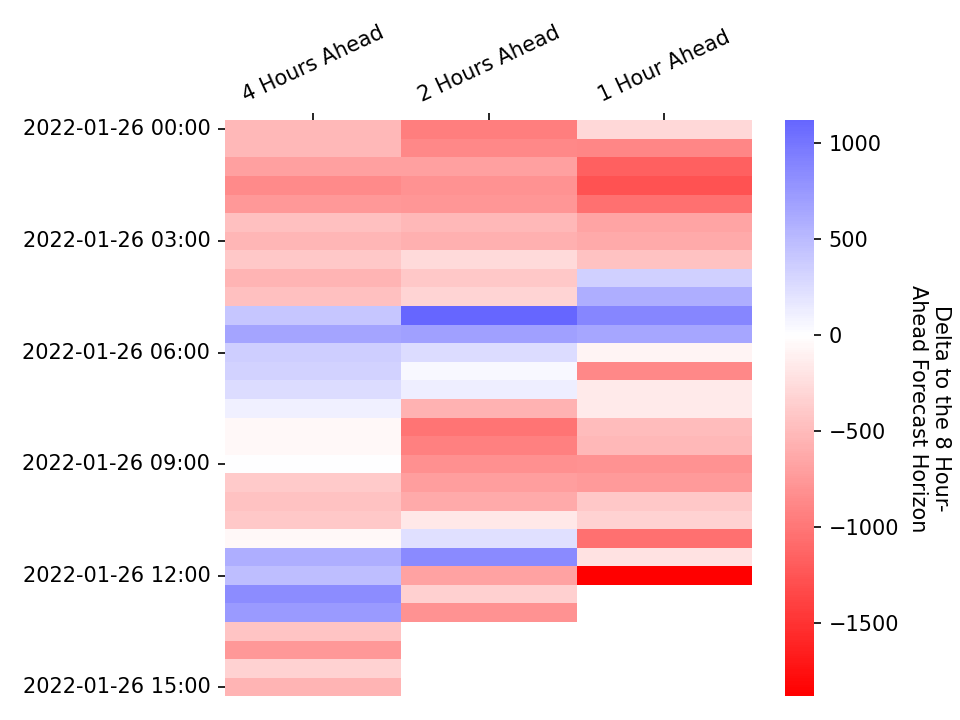 4 Hours Ahead
2 Hours Ahead
1 Hour Ahead
2022-01-26 00:00
2022-01-26 03:00
2022-01-26 06:00
2022-01-26 09:00
2022-01-26 12:00
2022-01-26 15:00
1000
500
0
−500
−1000
−1500
Delta to the 8 Hour-
Ahead Forecast Horizon